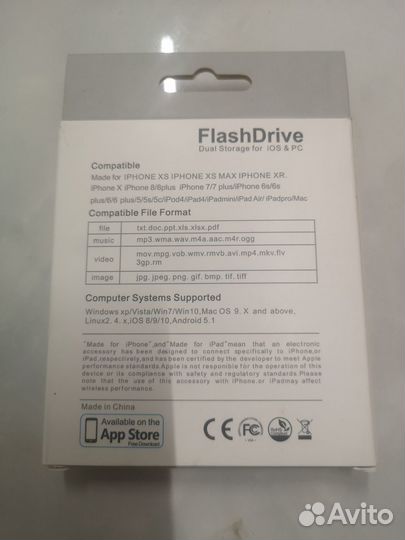 FlashDrive
Dual Storage for iOS & PC
Compatible
Made for IPHONE XS IPHONE XS MAX IPHONE XR.
iPhone X iPhone 8/8plus iPhone 7/7 plus/iPhone 6s/6s
plus/6/6 plus/5/5s/5c/iPod4/iPad4/iPadmini/iPad Air/ iPadpro/Mac
Compatible File Format
file txt.doc.ppt.xls.xlsx.pdf
music mp3.wma.wav.m4a.aac.m4r.ogg
video mov.mpg.vob.wmv.rmvb.avi.mp4.mkv.flv
3gp.rm
image jpg. jpeg. png. gif. bmp. tif. tiff
Computer Systems Supported
Windows xp/Vista/Win7/Win10,Mac OS 9. X and above,
Linux2. 4. x,iOS 8/9/10,Android 5.1
"Made for iPhone",and "Made for iPad"mean that an electronic
accessory has been designed to connect specifically to iPhone,or
iPad,respectively,and has been certified by the developer to meet Apple
performance standards.Apple is not responsible for the operation of this
device or its compliance with safety and regulatory standards. Please
note that the use of this accessory with iPhone, or iPadmay affect
wireless performance.
Made in China
Available on the
App Store
Free Download
CE FC RoHS
Avito